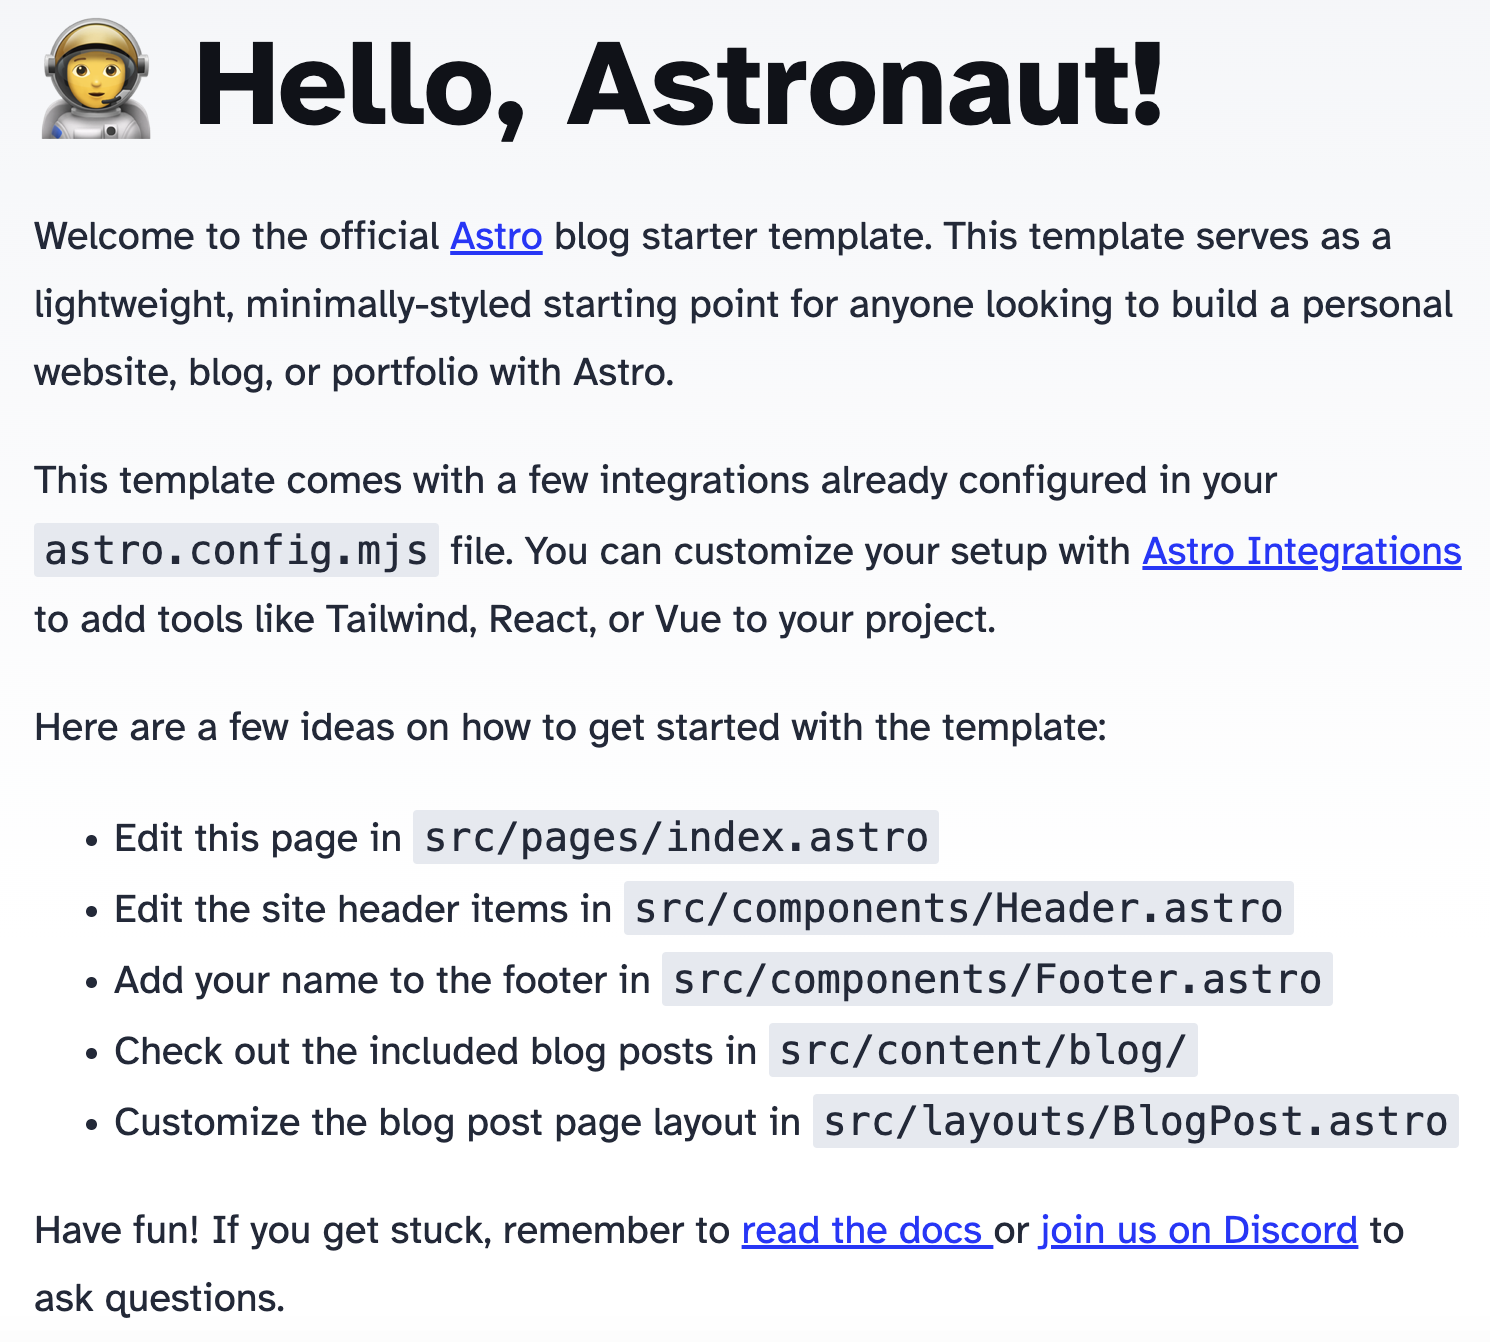 🧑‍🚀 Hello, Astronaut!
Welcome to the official Astro blog starter template. This template serves as a
lightweight, minimally-styled starting point for anyone looking to build a personal
website, blog, or portfolio with Astro.
This template comes with a few integrations already configured in your
astro.config.mjs file. You can customize your setup with Astro Integrations
to add tools like Tailwind, React, or Vue to your project.
Here are a few ideas on how to get started with the template:
• Edit this page in src/pages/index.astro
• Edit the site header items in src/components/Header.astro
• Add your name to the footer in src/components/Footer.astro
• Check out the included blog posts in src/content/blog/
• Customize the blog post page layout in src/layouts/BlogPost.astro
Have fun! If you get stuck, remember to read the docs or join us on Discord to
ask questions.